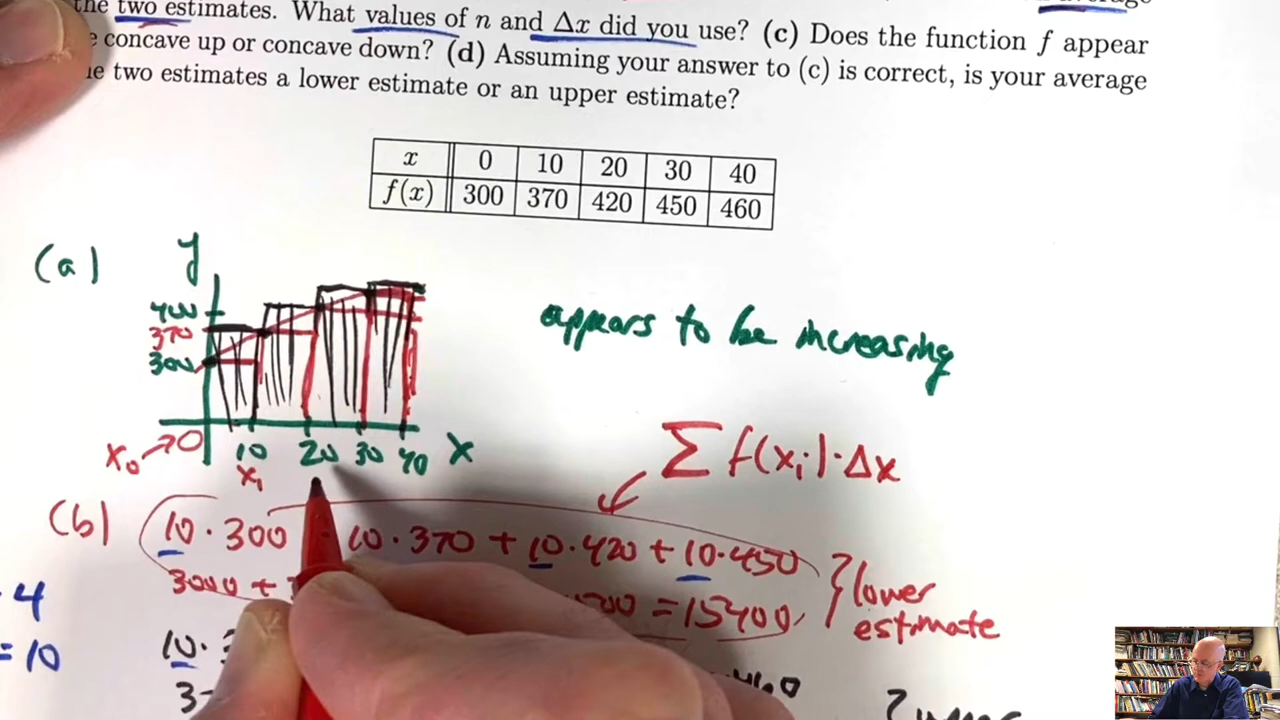 the two estimates. What values of n and Δx did you use? (c) Does the function f appear
concave up or concave down? (d) Assuming your answer to (c) is correct, is your average
two estimates a lower estimate or an upper estimate?
x 0 10 20 30 40
f(x) 300 370 420 450 460
(a) y
400
370
300
appears to be increasing
x₀ → 0 10 20 30 40 x
x₁
Σ f(xᵢ)·Δx
(b) 10·300 10·370 + 10·420 + 10·450
3000 + = 15400 lower
estimate
4
= 10
10·